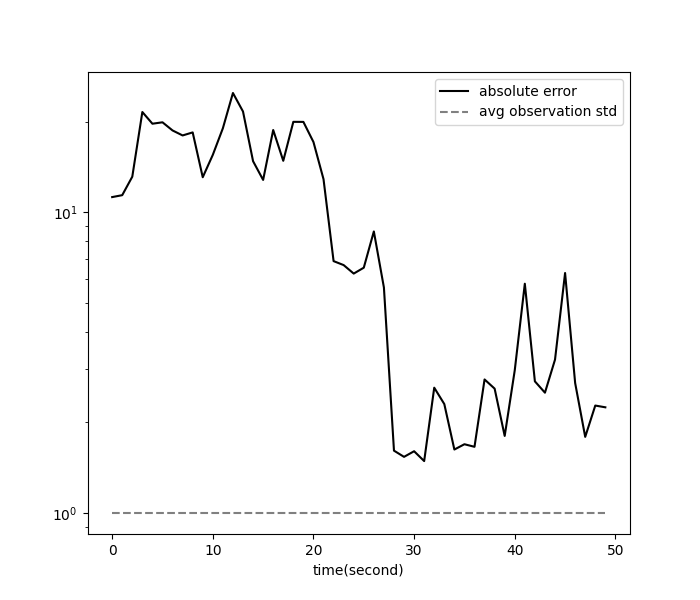 absolute error
avg observation std
10¹
10⁰
0 10 20 30 40 50
time(second)